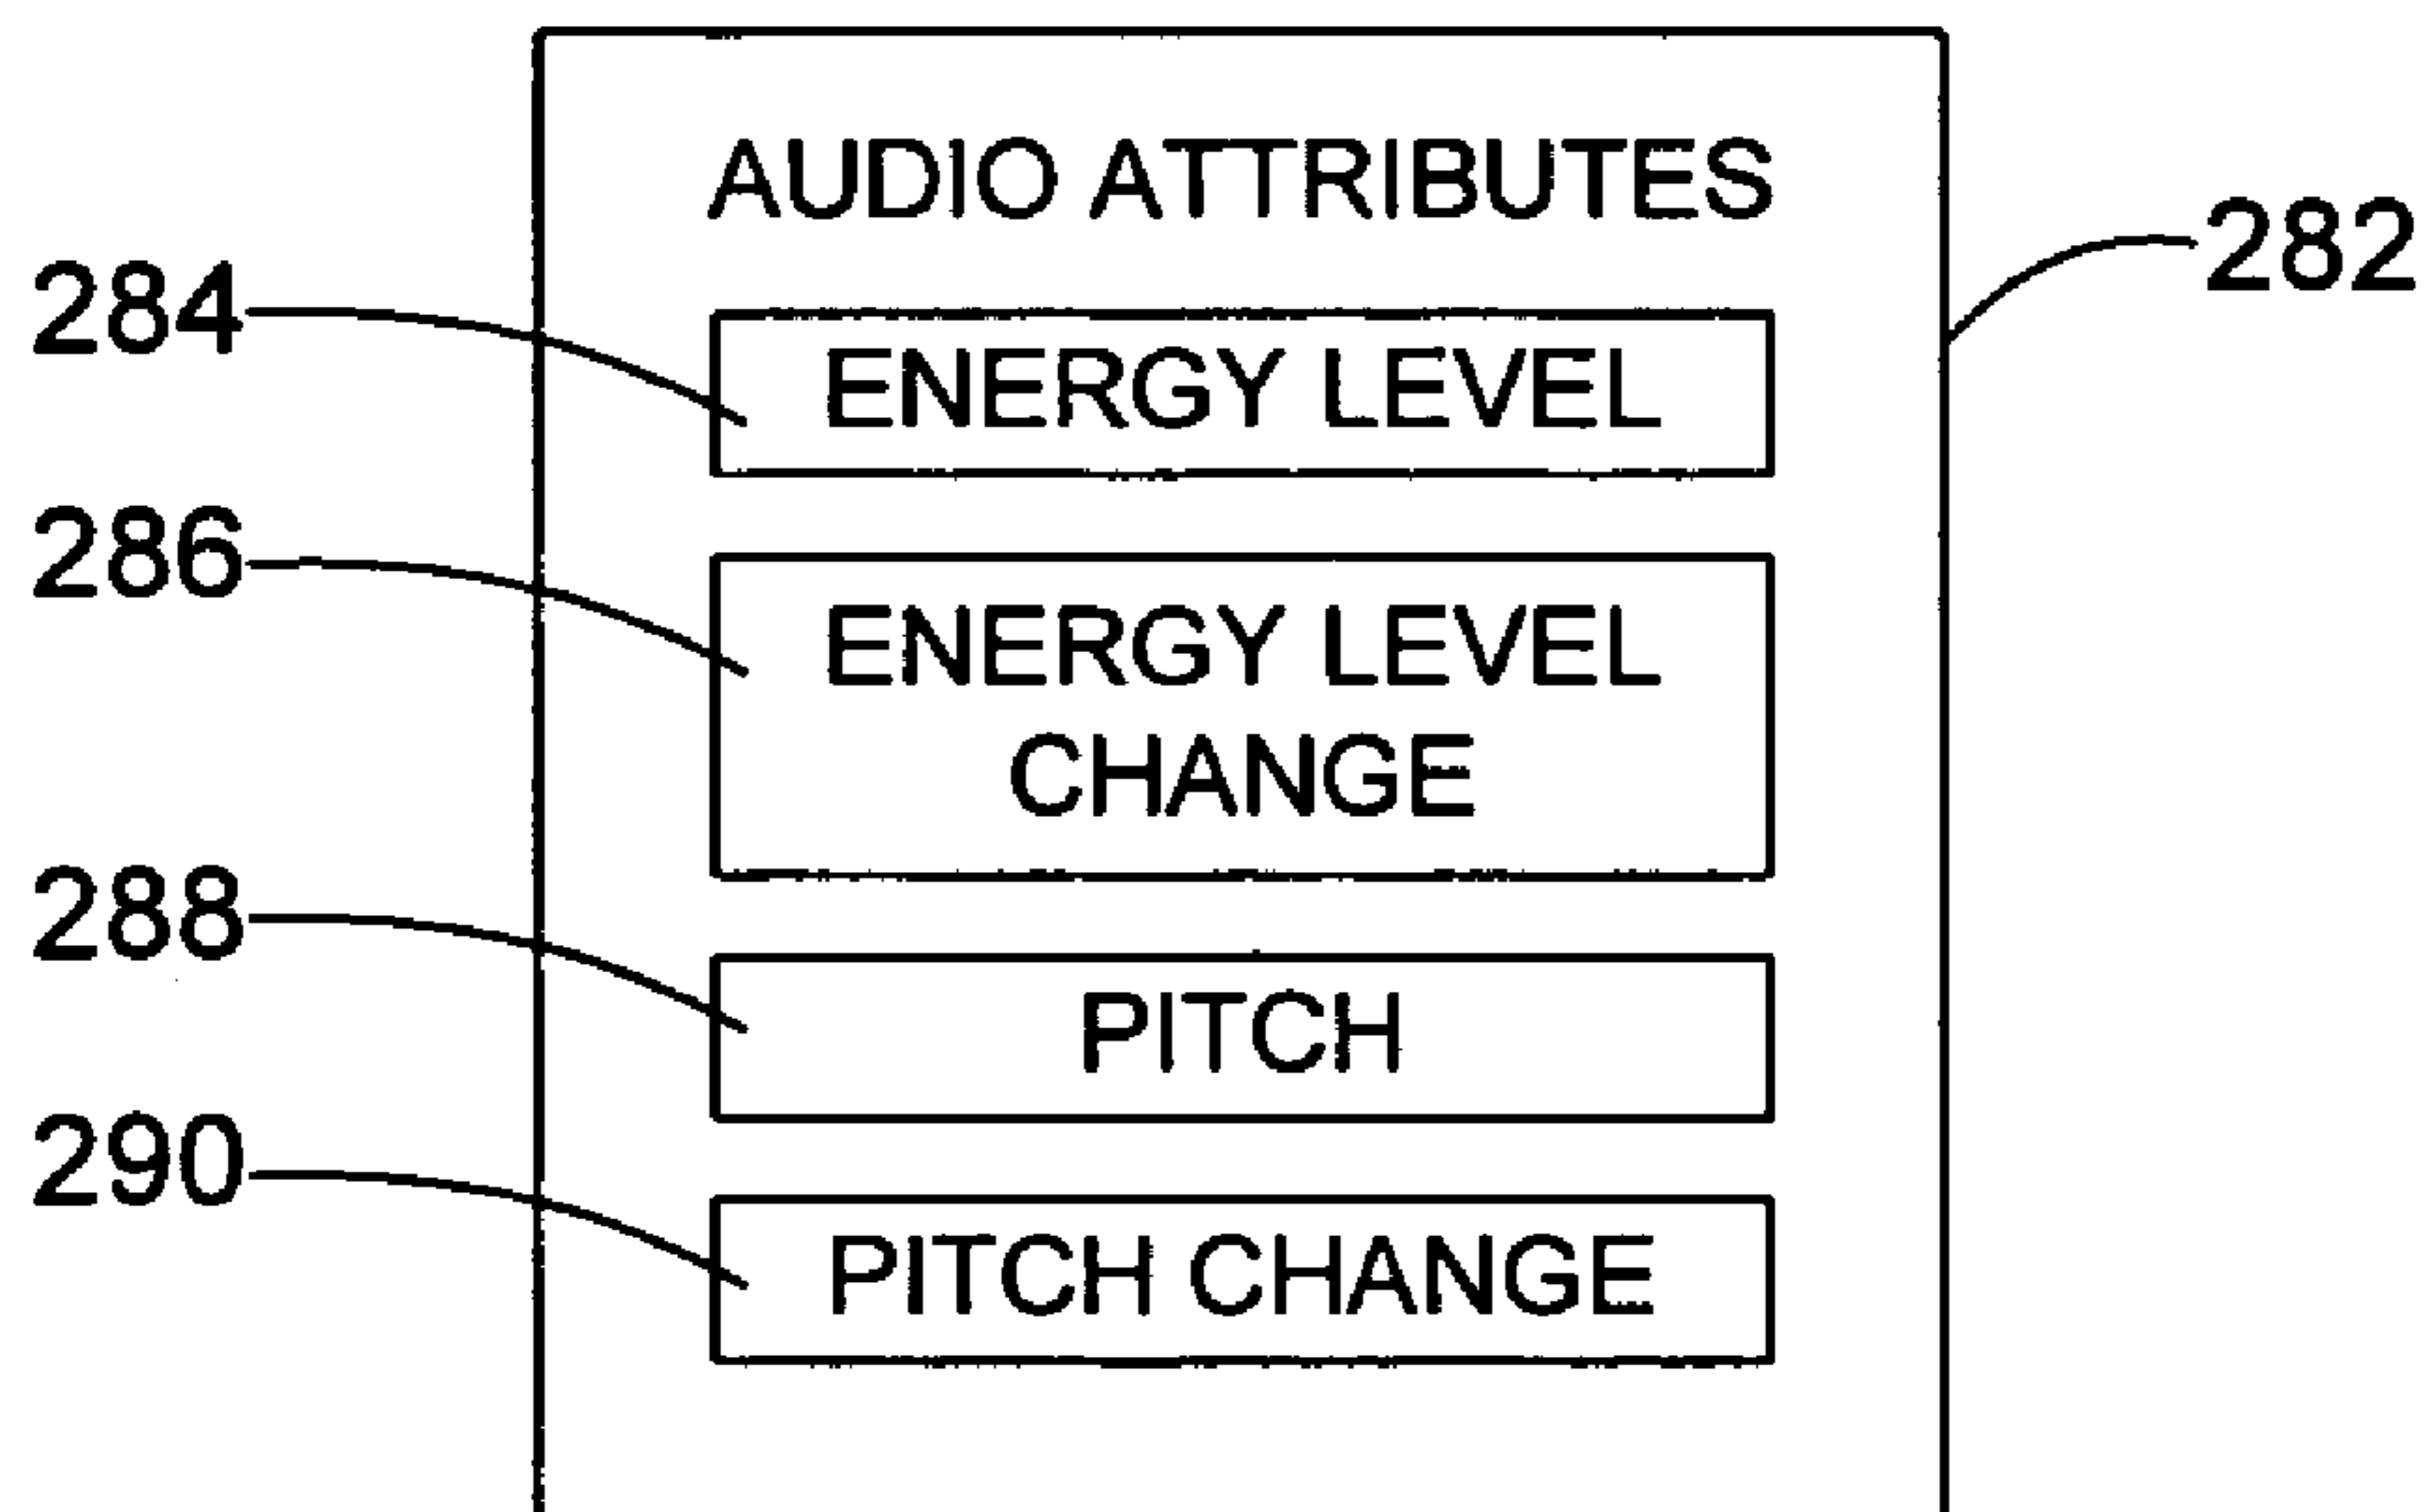 AUDIO ATTRIBUTES
282
284
ENERGY LEVEL
286
ENERGY LEVEL
CHANGE
288
PITCH
290
PITCH CHANGE